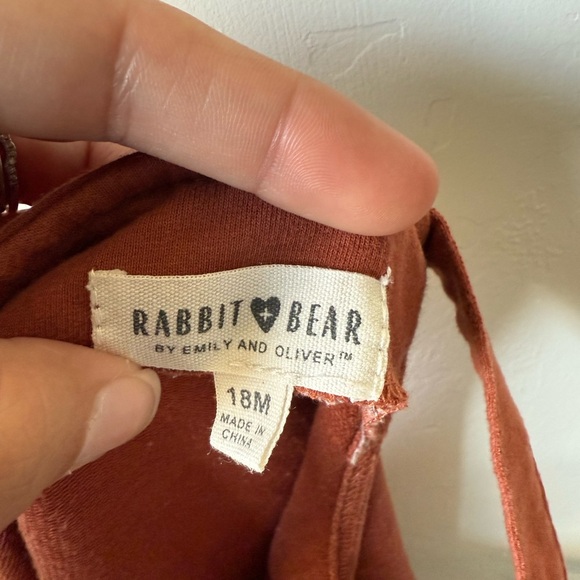 RABBIT + BEAR
BY EMILY AND OLIVER™
18M
MADE IN
CHINA